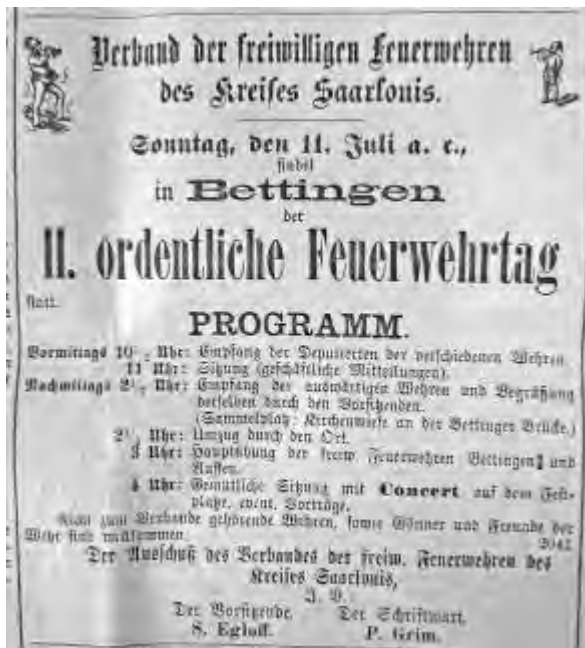 Verband der freiwilligen Feuerwehren
des Kreises Saarlouis.
Sonntag, den 11. Juli a. c.,
findet
in Bettingen
der
II. ordentliche Feuerwehrtag
statt.
PROGRAMM.
Vormittags 10½ Uhr: Empfang der Deputierten der verschiedenen Wehren.
11 Uhr: Sitzung (geschäftliche Mitteilungen).
Nachmittags Uhr: Empfang der auswärtigen Wehren und Begrüßung
derselben durch den Vorsitzenden.
(Sammelplatz: Kirchenwiese an der Bettinger Brücke.)
2½ Uhr: Umzug durch den Ort.
3 Uhr: Hauptübung der freiw. Feuerwehren Bettingen und
4 Uhr: Gemütliche Sitzung mit Concert auf dem Fest-
platze, event. Vorträge.
Nicht zum Verbande gehörende Wehren, sowie Gönner und Freunde der
Wehr sind willkommen.
Der Ausschuß des Verbandes der freiw. Feuerwehren des
Kreises Saarlouis,
J. V.
Der Vorsitzende. Der Schriftwart,
S. Egloff. P. Grim.